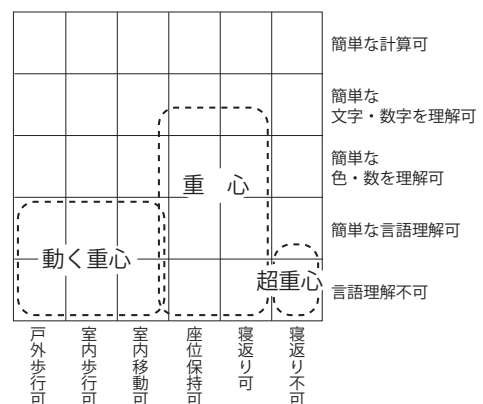 簡単な計算可
簡単な
文字・数字を理解可
簡単な
色・数を理解可
重 心
簡単な言語理解可
動く重心
超重心
言語理解不可
戸外歩行可
室内歩行可
室内移動可
座位保持可
寝返り可
寝返り不可